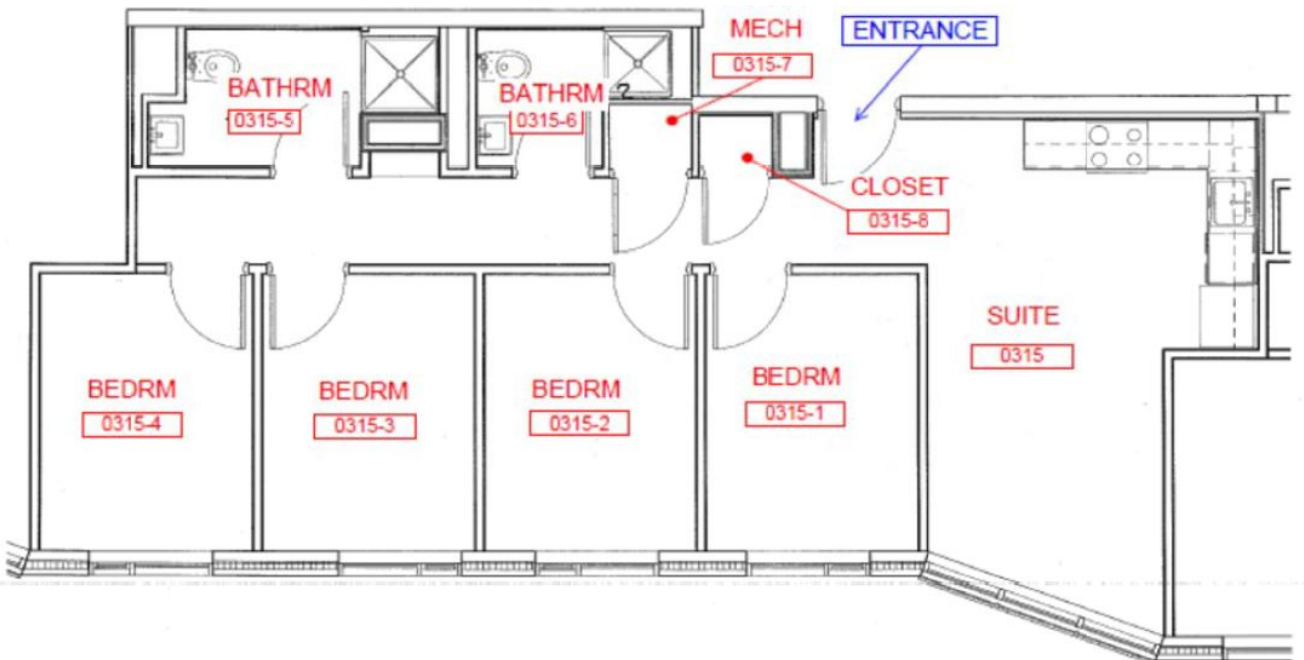 MECH
0315-7
ENTRANCE
BATHRM
0315-5
BATHRM
0315-6
CLOSET
0315-8
SUITE
0315
BEDRM
0315-4
BEDRM
0315-3
BEDRM
0315-2
BEDRM
0315-1